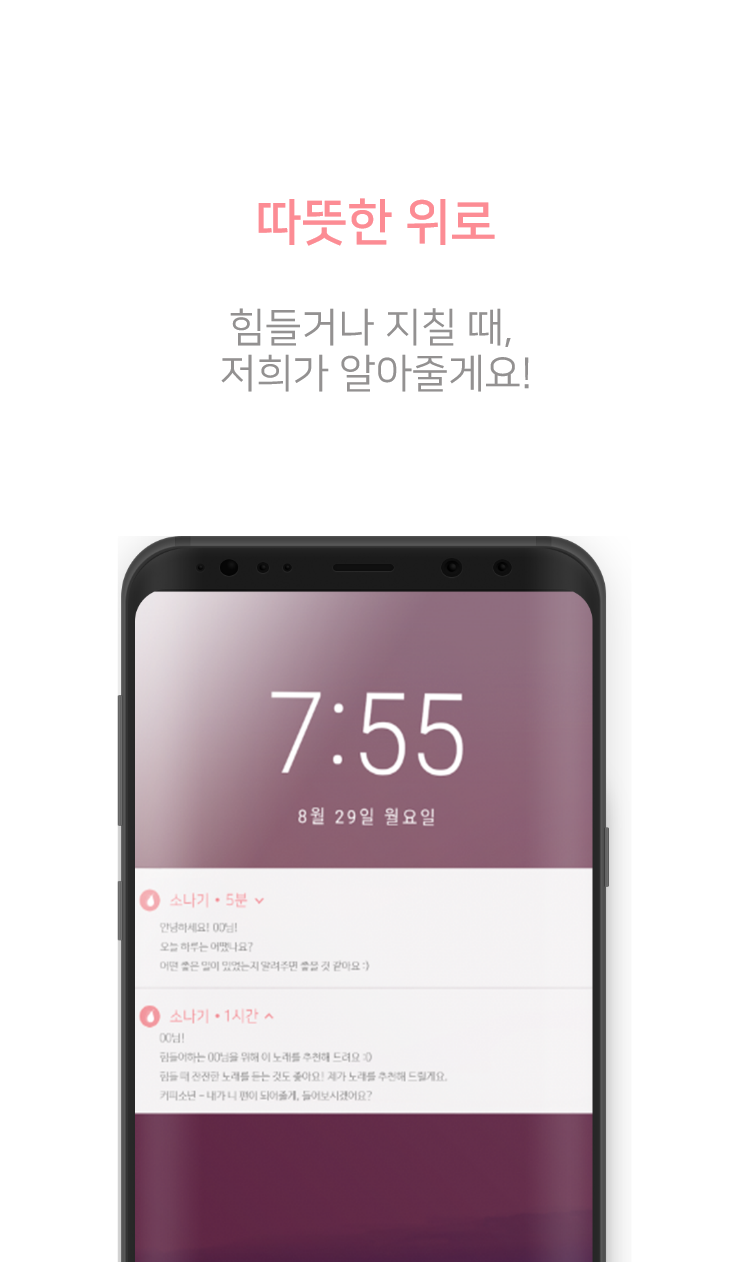 따뜻한 위로
힘들거나 지칠 때,
저희가 알아줄게요!
7:55
8월 29일 월요일
소나기 • 5분
안녕하세요! 00님!
오늘 하루는 어땠나요?
어떤 좋은 일이 있었는지 알려주면 좋을 것 같아요 :)
소나기 • 1시간
00님!
힘들어하는 00님을 위해 이 노래를 추천해 드려요 :0
힘들 때 잔잔한 노래를 듣는 것도 좋아요! 제가 노래를 추천해 드릴게요.
커피소년 - 내가 니 편이 되어줄게, 들어보시겠어요?